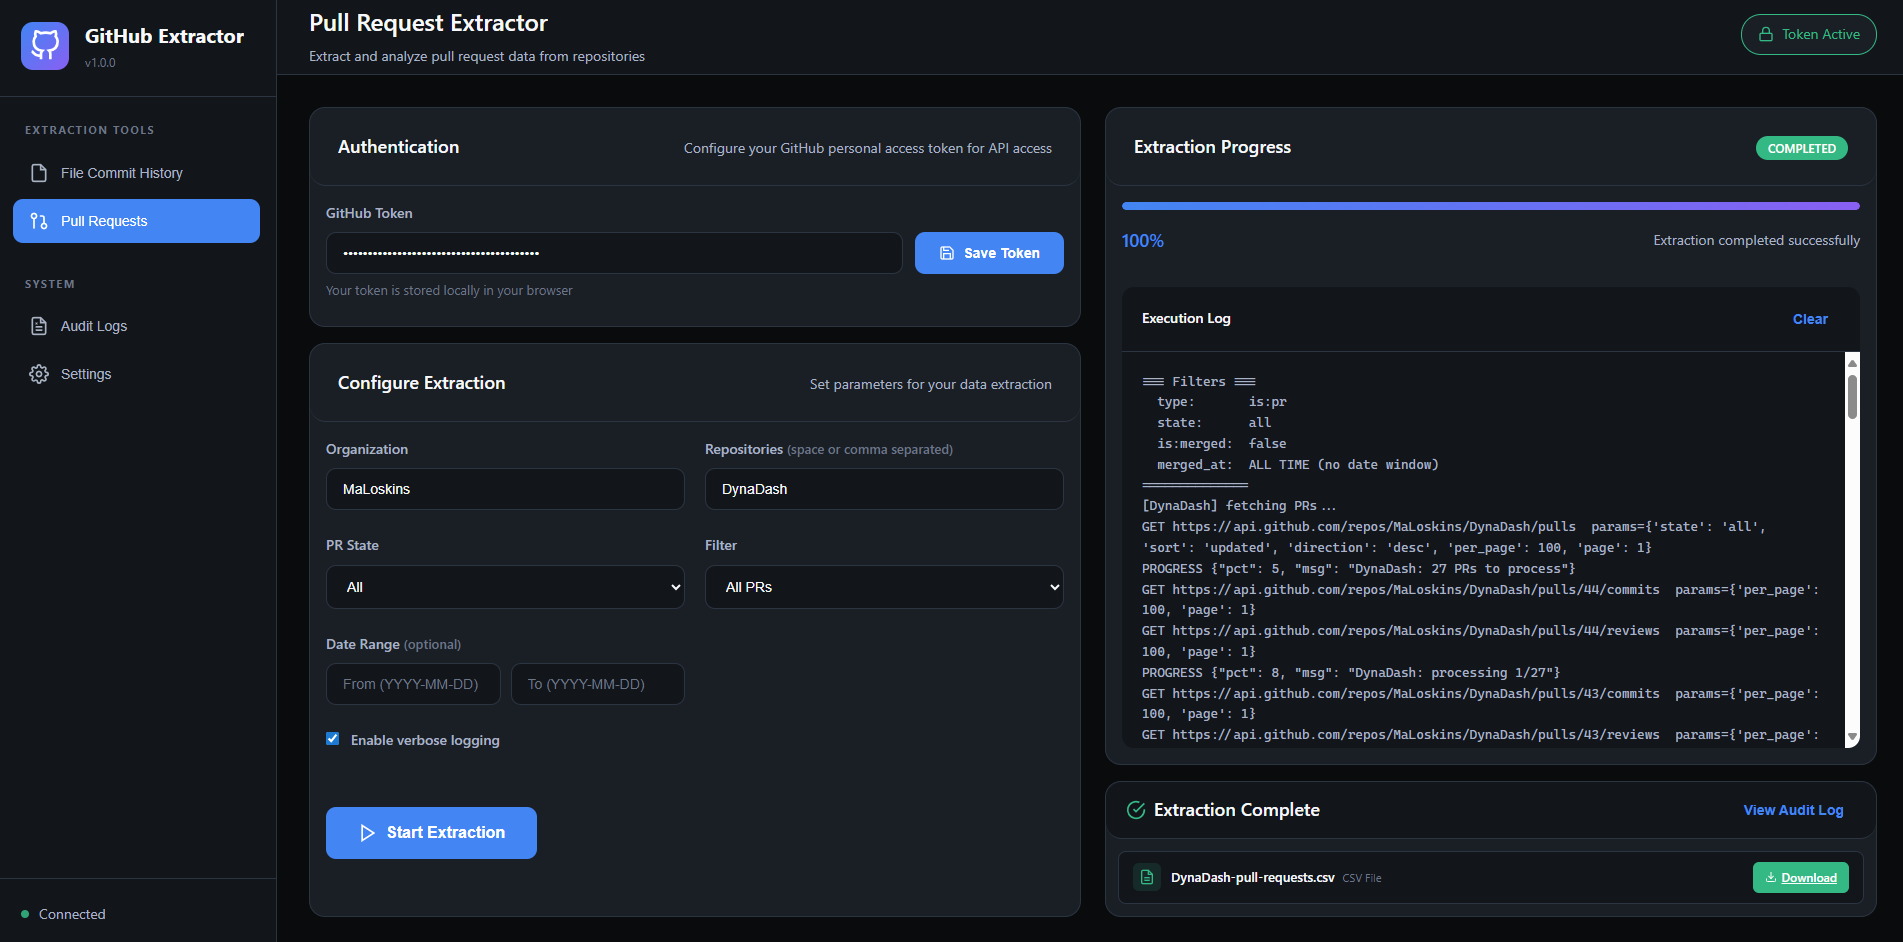 GitHub Extractor
v1.0.0
EXTRACTION TOOLS
File Commit History
Pull Requests
SYSTEM
Audit Logs
Settings
Connected
Pull Request Extractor
Extract and analyze pull request data from repositories
Token Active
Authentication
Configure your GitHub personal access token for API access
GitHub Token
••••••••••••••••••••••••••••••••••••••••
Save Token
Your token is stored locally in your browser
Configure Extraction
Set parameters for your data extraction
Organization
Repositories (space or comma separated)
MaLoskins
DynaDash
PR State
Filter
All
All PRs
Date Range (optional)
From (YYYY-MM-DD)
To (YYYY-MM-DD)
Enable verbose logging
Start Extraction
Extraction Progress
COMPLETED
100%
Extraction completed successfully
Execution Log
Clear
=== Filters ===
type: is:pr
state: all
is:merged: false
merged_at: ALL TIME (no date window)
==============
[DynaDash] fetching PRs...
GET https://api.github.com/repos/MaLoskins/DynaDash/pulls params={'state': 'all',
'sort': 'updated', 'direction': 'desc', 'per_page': 100, 'page': 1}
PROGRESS {"pct": 5, "msg": "DynaDash: 27 PRs to process"}
GET https://api.github.com/repos/MaLoskins/DynaDash/pulls/44/commits params={'per_page':
100, 'page': 1}
GET https://api.github.com/repos/MaLoskins/DynaDash/pulls/44/reviews params={'per_page':
100, 'page': 1}
PROGRESS {"pct": 8, "msg": "DynaDash: processing 1/27"}
GET https://api.github.com/repos/MaLoskins/DynaDash/pulls/43/commits params={'per_page':
100, 'page': 1}
GET https://api.github.com/repos/MaLoskins/DynaDash/pulls/43/reviews params={'per_page':
Extraction Complete
View Audit Log
DynaDash-pull-requests.csv CSV File
Download